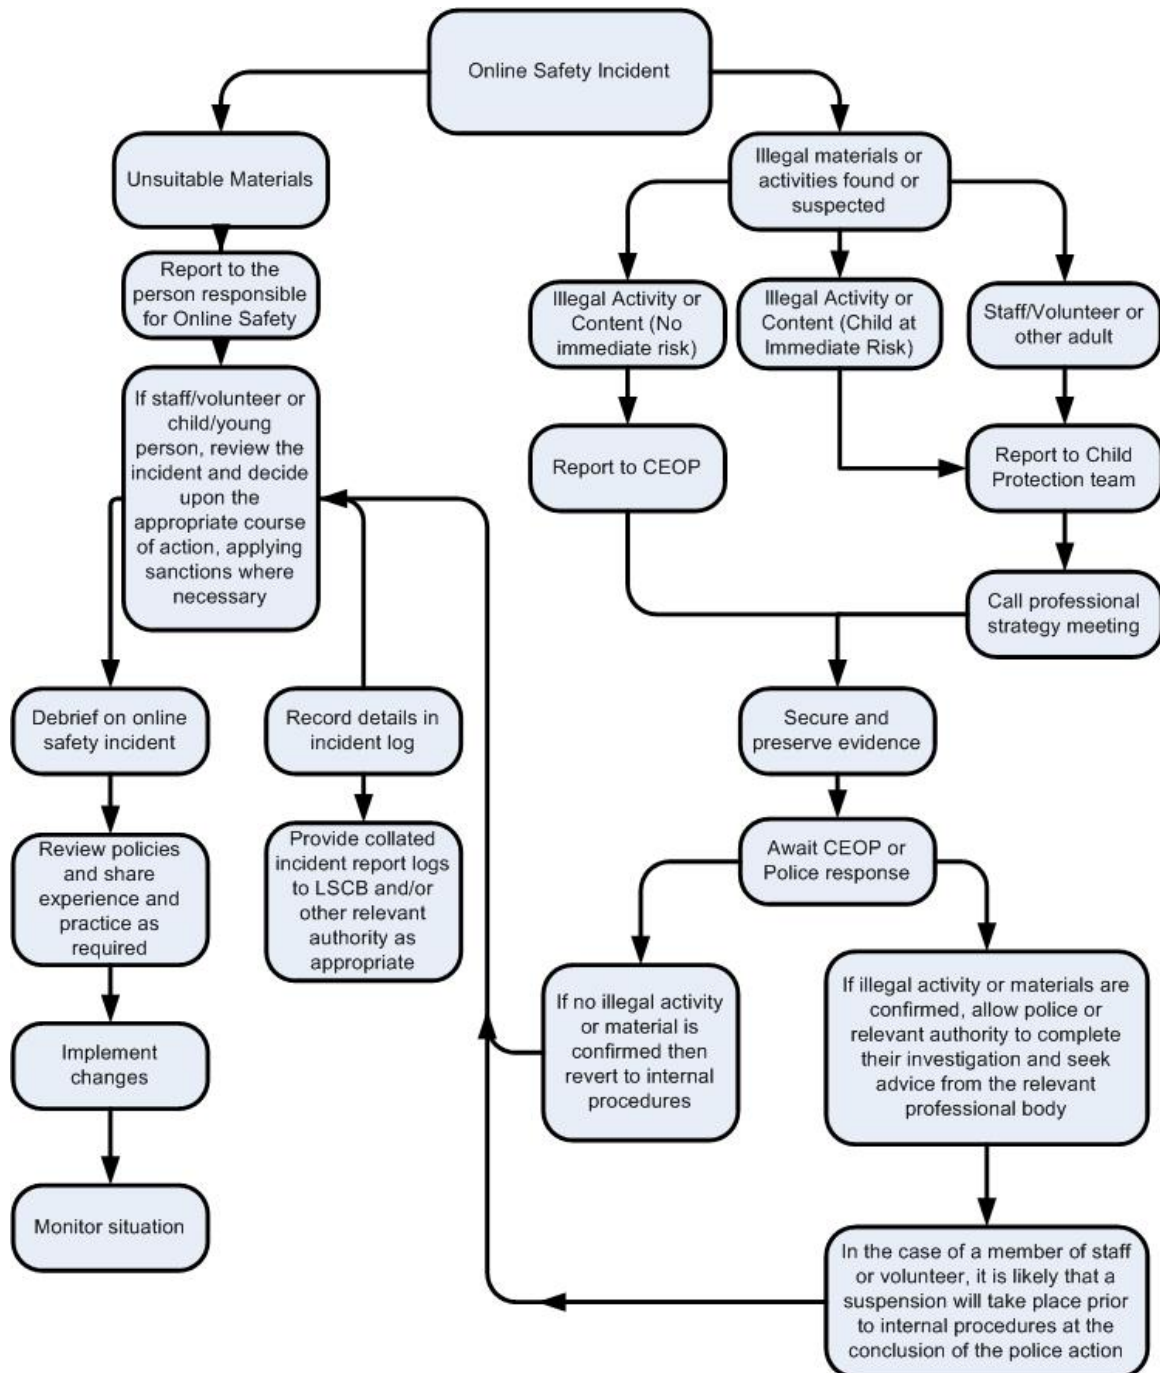 Online Safety Incident
Unsuitable Materials
Illegal materials or
activities found or
suspected
Report to the
person responsible
for Online Safety
Illegal Activity or
Content (No
immediate risk)
Illegal Activity or
Content (Child at
Immediate Risk)
Staff/Volunteer or
other adult
If staff/volunteer or
child/young
person, review the
incident and decide
upon the
appropriate course
of action, applying
sanctions where
necessary
Report to CEOP
Report to Child
Protection team
Call professional
strategy meeting
Debrief on online
safety incident
Record details in
incident log
Secure and
preserve evidence
Review policies
and share
experience and
practice as
required
Provide collated
incident report logs
to LSCB and/or
other relevant
authority as
appropriate
Await CEOP or
Police response
If no illegal activity
or material is
confirmed then
revert to internal
procedures
If illegal activity or materials are
confirmed, allow police or
relevant authority to complete
their investigation and seek
advice from the relevant
professional body
Implement
changes
Monitor situation
In the case of a member of staff
or volunteer, it is likely that a
suspension will take place prior
to internal procedures at the
conclusion of the police action